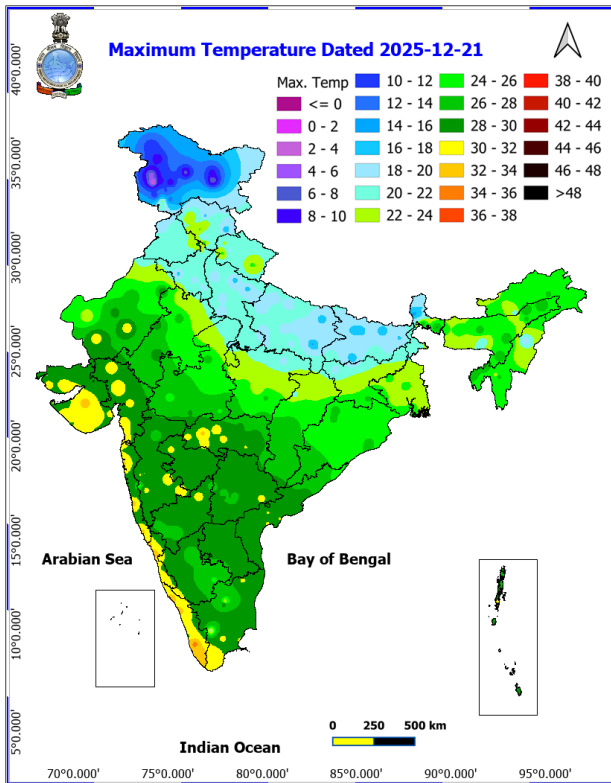 Maximum Temperature Dated 2025-12-21
Max. Temp
<= 0
0 - 2
2 - 4
4 - 6
6 - 8
8 - 10
10 - 12
12 - 14
14 - 16
16 - 18
18 - 20
20 - 22
22 - 24
24 - 26
26 - 28
28 - 30
30 - 32
32 - 34
34 - 36
36 - 38
38 - 40
40 - 42
42 - 44
44 - 46
46 - 48
>48
40°0.000'
35°0.000'
30°0.000'
25°0.000'
20°0.000'
15°0.000'
10°0.000'
5°0.000'
Arabian Sea
Bay of Bengal
Indian Ocean
0 250 500 km
70°0.000' 75°0.000' 80°0.000' 85°0.000' 90°0.000' 95°0.000'